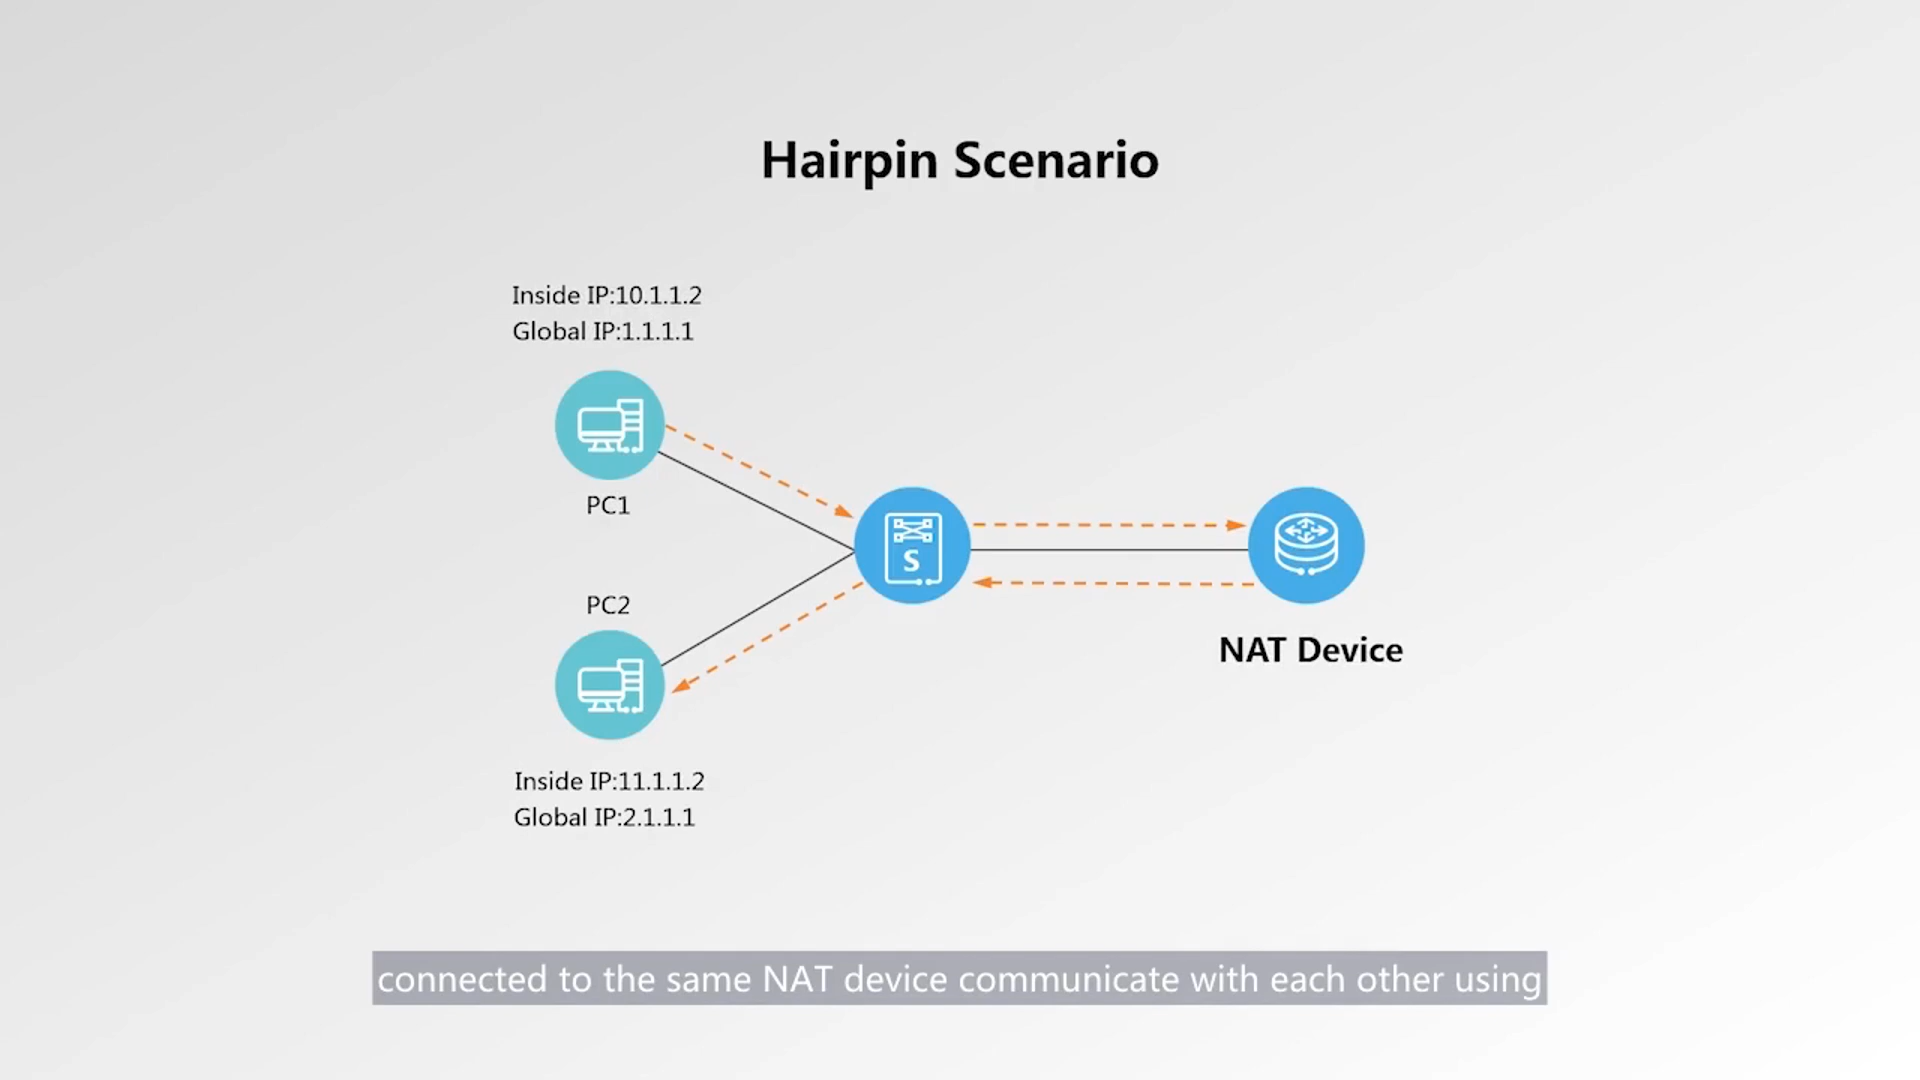 Hairpin Scenario
Inside IP:10.1.1.2
Global IP:1.1.1.1
PC1
S
PC2
NAT Device
Inside IP:11.1.1.2
Global IP:2.1.1.1
connected to the same NAT device communicate with each other using